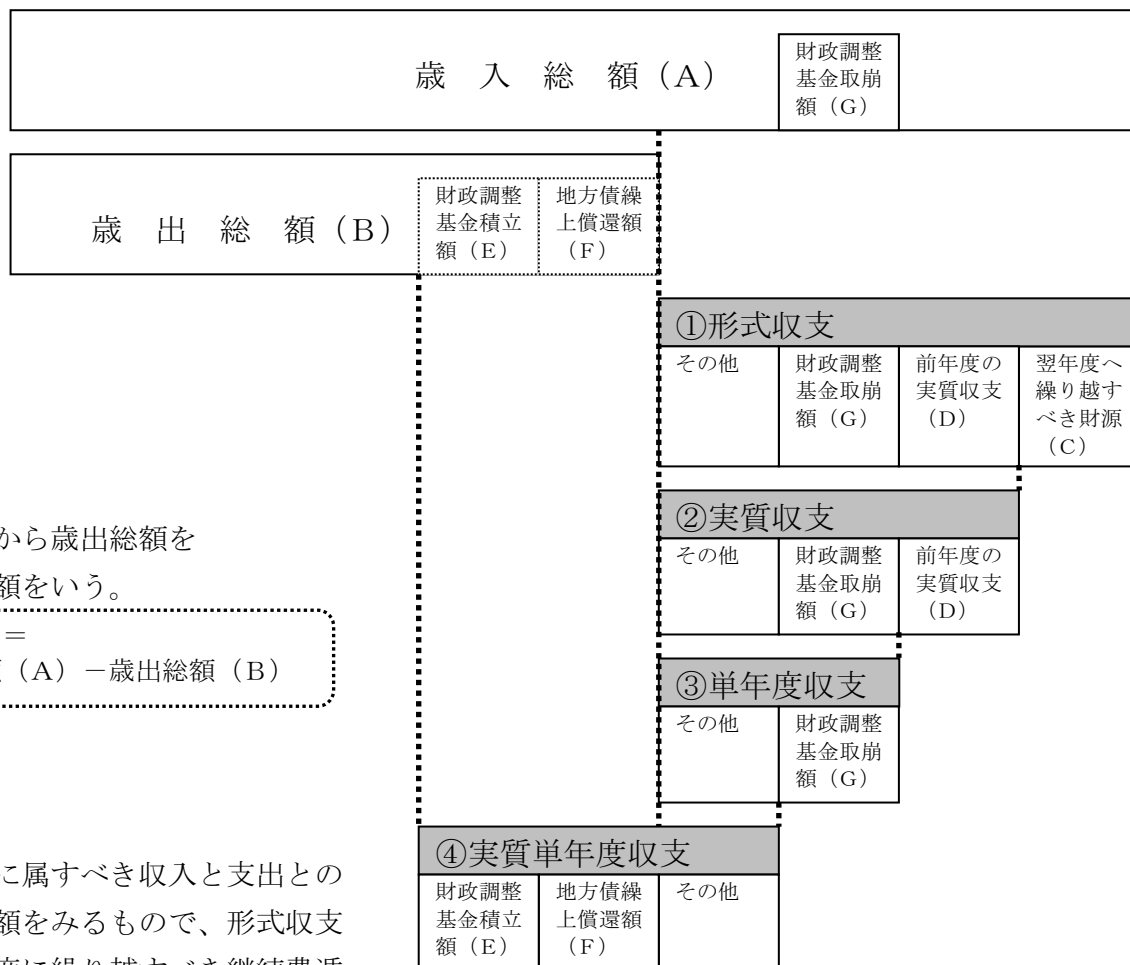 歳 入 総 額（A）
財政調整
基金取崩
額（G）
歳 出 総 額（B）
財政調整
基金積立
額（E）
地方債繰
上償還額
（F）
①形式収支
その他
財政調整
基金取崩
額（G）
前年度の
実質収支
（D）
翌年度へ
繰り越す
べき財源
（C）
②実質収支
その他
財政調整
基金取崩
額（G）
前年度の
実質収支
（D）
から歳出総額を
額をいう。
＝
（A）－歳出総額（B）
③単年度収支
その他
財政調整
基金取崩
額（G）
④実質単年度収支
財政調整
基金積立
額（E）
地方債繰
上償還額
（F）
その他
に属すべき収入と支出との
額をみるもので、形式収支